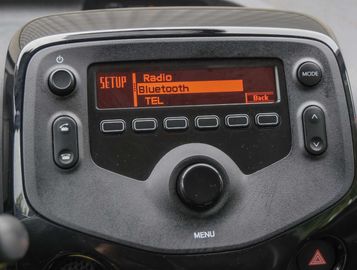 SETUP
Radio
Bluetooth
TEL
Back
MODE
MENU